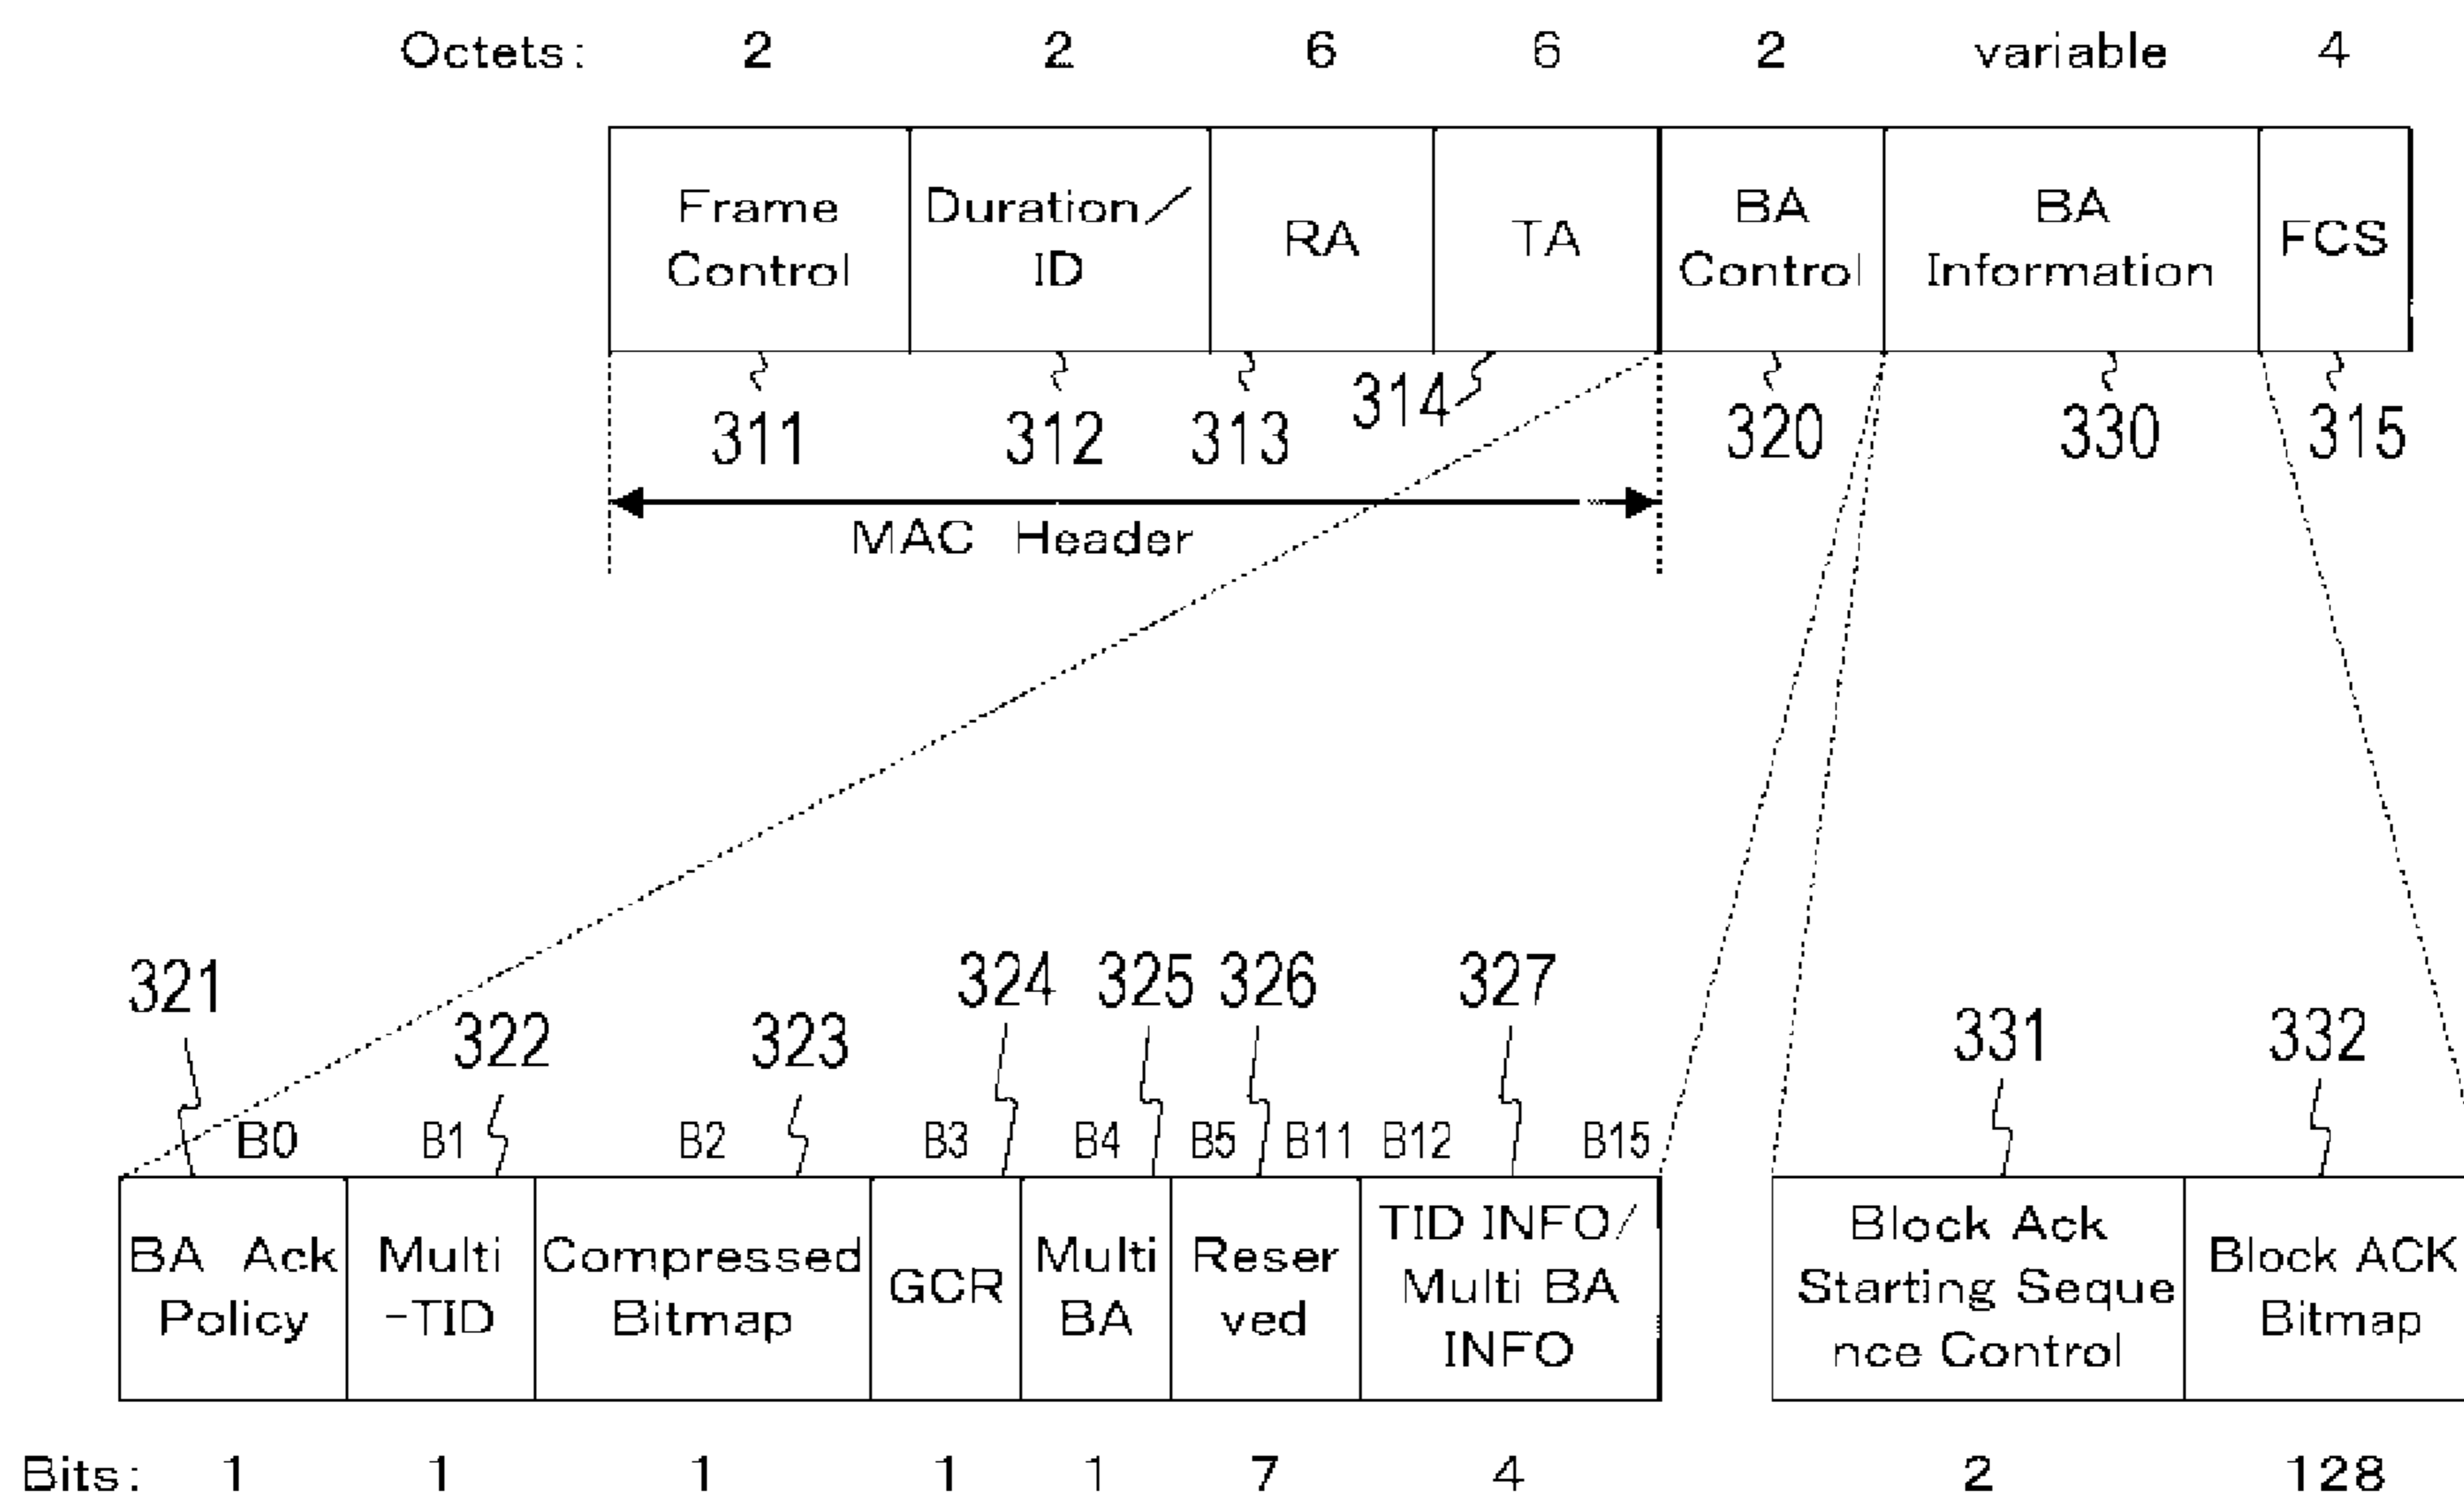 Octets: 2 2 6 6 2 variable 4
Frame Control
Duration/ ID
RA
TA
BA Control
BA Information
FCS
311 312 313 314 320 330 315
MAC Header
321 322 323 324 325 326 327 331 332
B0 B1 B2 B3 B4 B5 B11 B12 B15
BA Ack Policy
Multi -TID
Compressed Bitmap
GCR
Multi BA
Reser ved
TID INFO/ Multi BA INFO
Block Ack Starting Seque nce Control
Block ACK Bitmap
Bits: 1 1 1 1 1 7 4 2 128